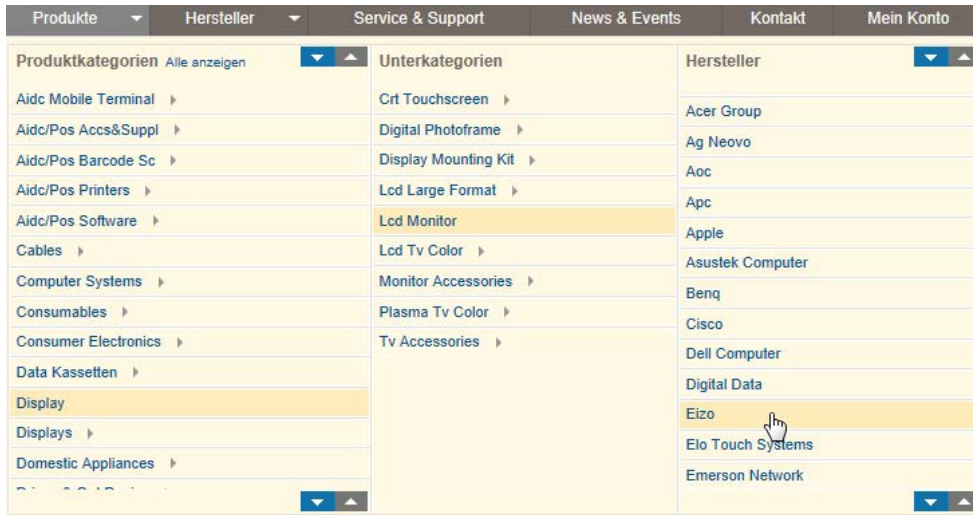 Produkte
Hersteller
Service & Support
News & Events
Kontakt
Mein Konto
Produktkategorien Alle anzeigen
Aidc Mobile Terminal
Aidc/Pos Accs&Suppl
Aidc/Pos Barcode Sc
Aidc/Pos Printers
Aidc/Pos Software
Cables
Computer Systems
Consumables
Consumer Electronics
Data Kassetten
Display
Displays
Domestic Appliances
Unterkategorien
Crt Touchscreen
Digital Photoframe
Display Mounting Kit
Lcd Large Format
Lcd Monitor
Lcd Tv Color
Monitor Accessories
Plasma Tv Color
Tv Accessories
Hersteller
Acer Group
Ag Neovo
Aoc
Apc
Apple
Asustek Computer
Benq
Cisco
Dell Computer
Digital Data
Eizo
Elo Touch Systems
Emerson Network